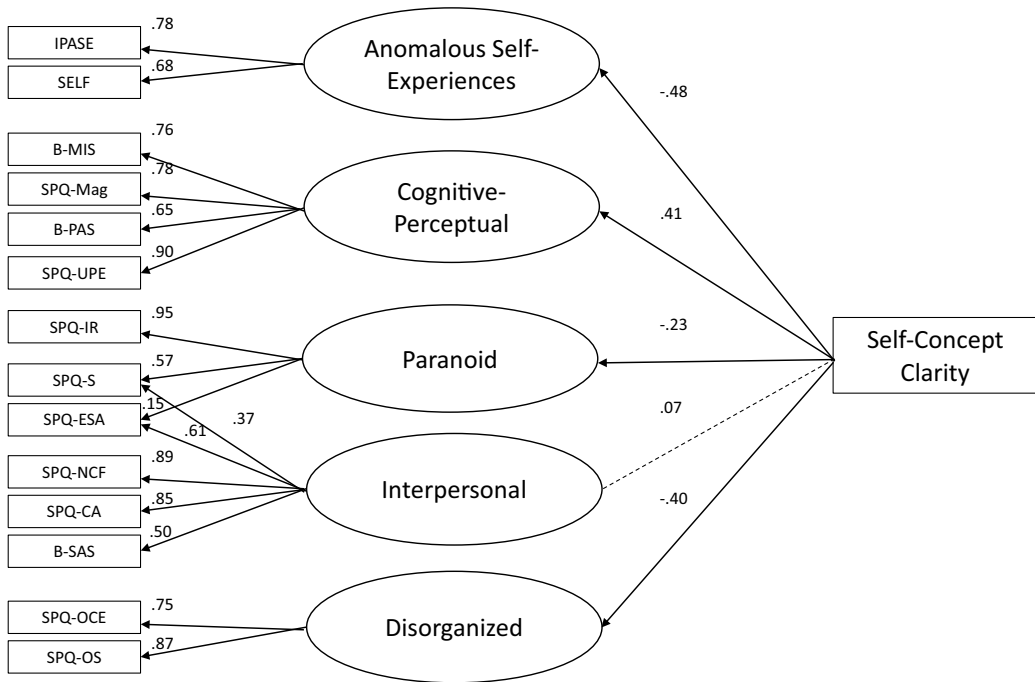 .78
IPASE
.68
SELF
Anomalous Self-
Experiences
-.48
.76
B-MIS
.78
SPQ-Mag
.65
B-PAS
.90
SPQ-UPE
Cognitive-
Perceptual
.41
.95
SPQ-IR
.57
SPQ-S
.15
SPQ-ESA
.37
.61
Paranoid
-.23
Self-Concept
Clarity
.07
.89
SPQ-NCF
.85
SPQ-CA
.50
B-SAS
Interpersonal
-.40
.75
SPQ-OCE
.87
SPQ-OS
Disorganized